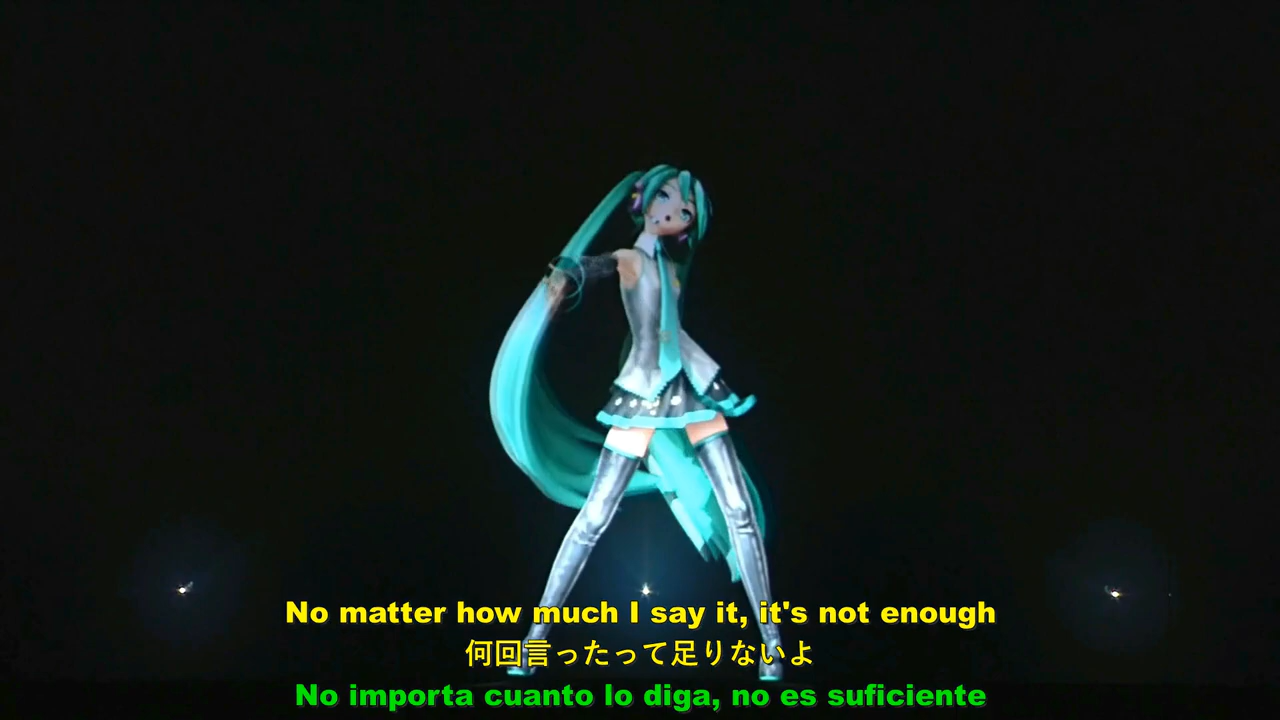 No matter how much I say it, it's not enough
何回言ったって足りないよ
No importa cuanto lo diga, no es suficiente